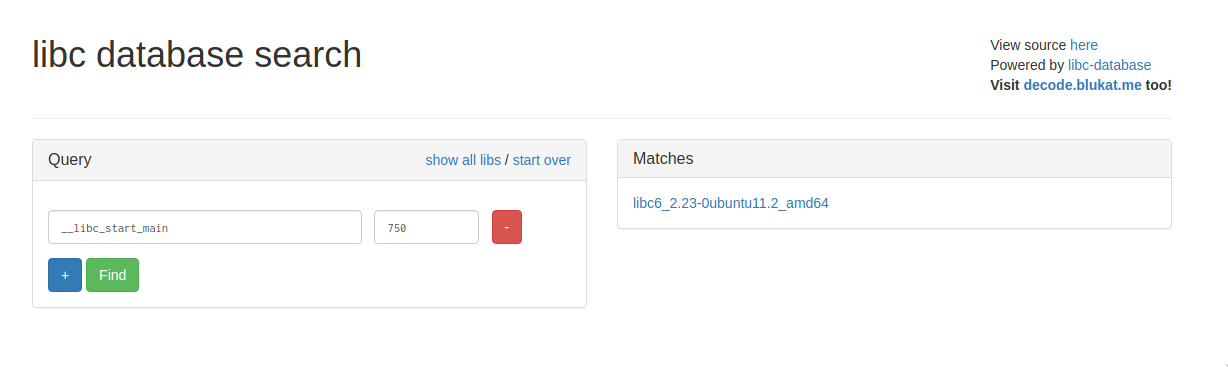 libc database search
View source here
Powered by libc-database
Visit decode.blukat.me too!
Query
show all libs / start over
__libc_start_main
750
-
+
Find
Matches
libc6_2.23-0ubuntu11.2_amd64